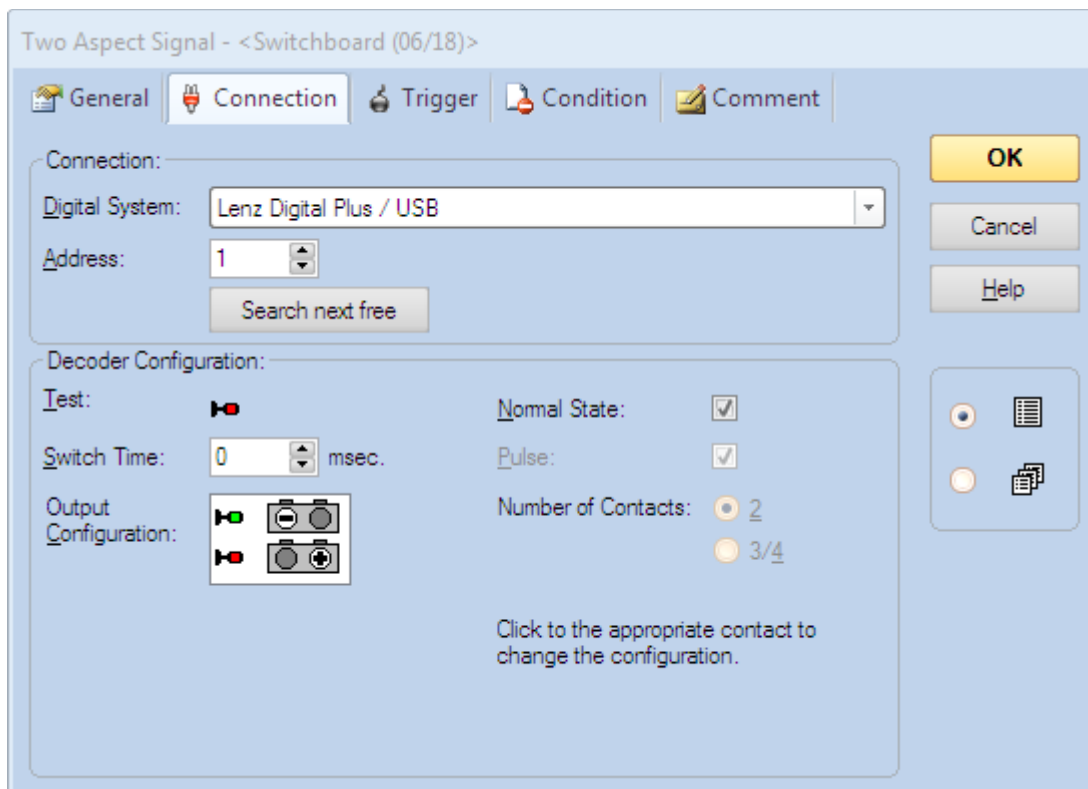 Two Aspect Signal - <Switchboard (06/18)>
General Connection Trigger Condition Comment
Connection:
OK
Digital System: Lenz Digital Plus / USB
Cancel
Address: 1
Help
Search next free
Decoder Configuration:
Test:
Normal State:
Switch Time: 0 msec.
Pulse:
Output
Configuration:
Number of Contacts: 2
3/4
Click to the appropriate contact to
change the configuration.